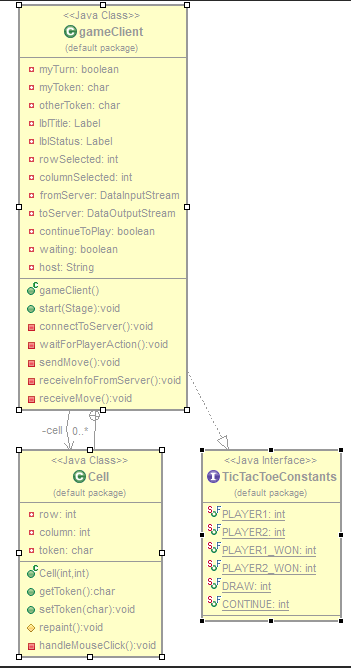 <<Java Class>>
gameClient
(default package)
myTurn: boolean
myToken: char
otherToken: char
lblTitle: Label
lblStatus: Label
rowSelected: int
columnSelected: int
fromServer: DataInputStream
toServer: DataOutputStream
continueToPlay: boolean
waiting: boolean
host: String
gameClient()
start(Stage):void
connectToServer():void
waitForPlayerAction():void
sendMove():void
receiveInfoFromServer():void
receiveMove():void
-cell 0..*
<<Java Class>>
Cell
(default package)
row: int
column: int
token: char
Cell(int,int)
getToken():char
setToken(char):void
repaint():void
handleMouseClick():void
<<Java Interface>>
TicTacToeConstants
(default package)
PLAYER1: int
PLAYER2: int
PLAYER1_WON: int
PLAYER2_WON: int
DRAW: int
CONTINUE: int